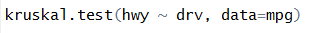 kruskal.test(hwy ~ drv, data=mpg)